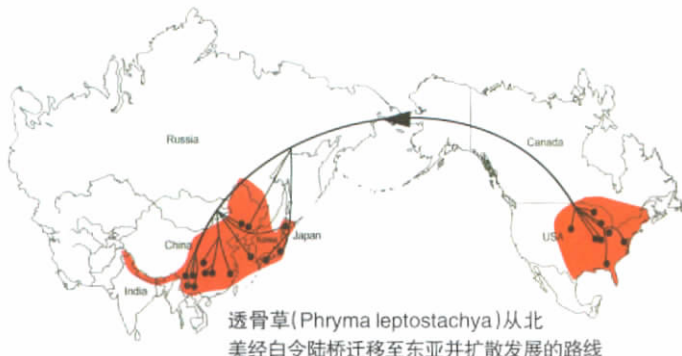 Russia
Canada
China
Korea
Japan
USA
India
透骨草(Phryma leptostachya)从北
美经白令陆桥迁移至东亚并扩散发展的路线